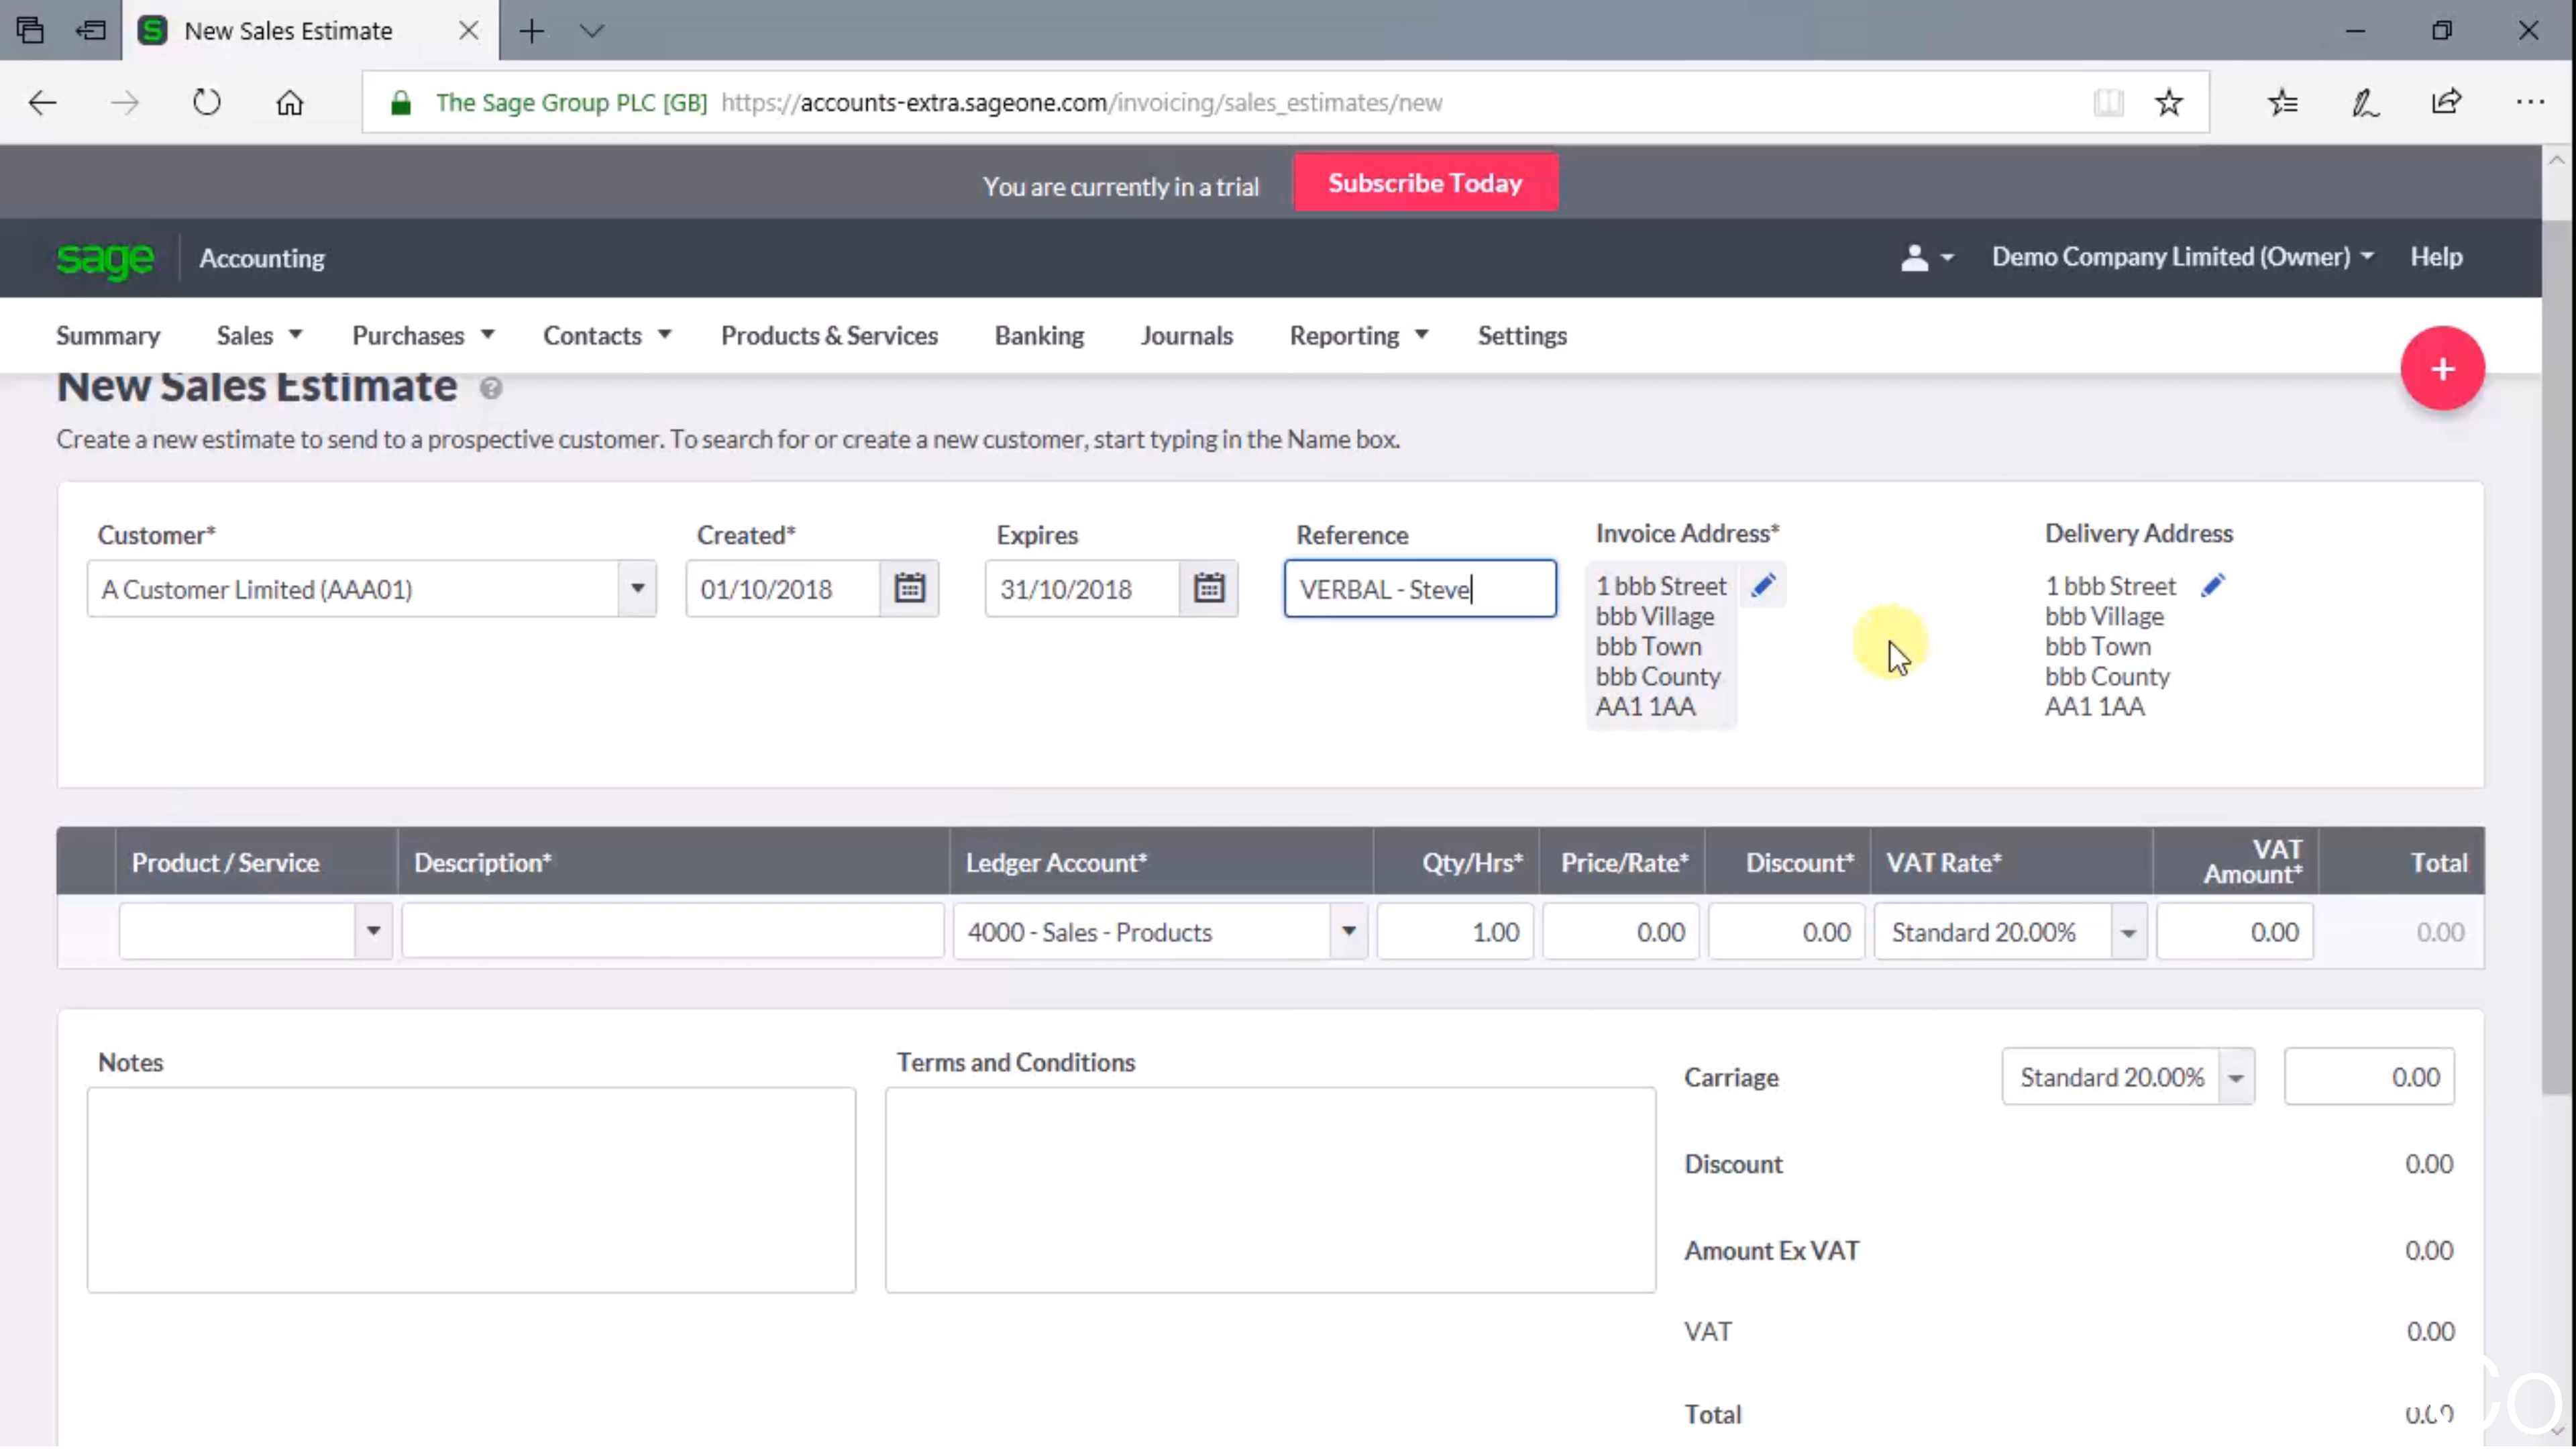 New Sales Estimate
The Sage Group PLC [GB] https://accounts-extra.sageone.com/invoicing/sales_estimates/new
You are currently in a trial Subscribe Today
sage Accounting Demo Company Limited (Owner) Help
Summary Sales Purchases Contacts Products & Services Banking Journals Reporting Settings
+
New Sales Estimate ?
Create a new estimate to send to a prospective customer. To search for or create a new customer, start typing in the Name box.
Customer* Created* Expires Reference Invoice Address* Delivery Address
A Customer Limited (AAA01) 01/10/2018 31/10/2018 VERBAL - Steve 1 bbb Street 1 bbb Street
bbb Village bbb Village
bbb Town bbb Town
bbb County bbb County
AA1 1AA AA1 1AA
Product / Service Description* Ledger Account* Qty/Hrs* Price/Rate* Discount* VAT Rate* VAT Amount* Total
4000 - Sales - Products 1.00 0.00 0.00 Standard 20.00% 0.00 0.00
Notes Terms and Conditions
Carriage Standard 20.00% 0.00
Discount 0.00
Amount Ex VAT 0.00
VAT 0.00
Total